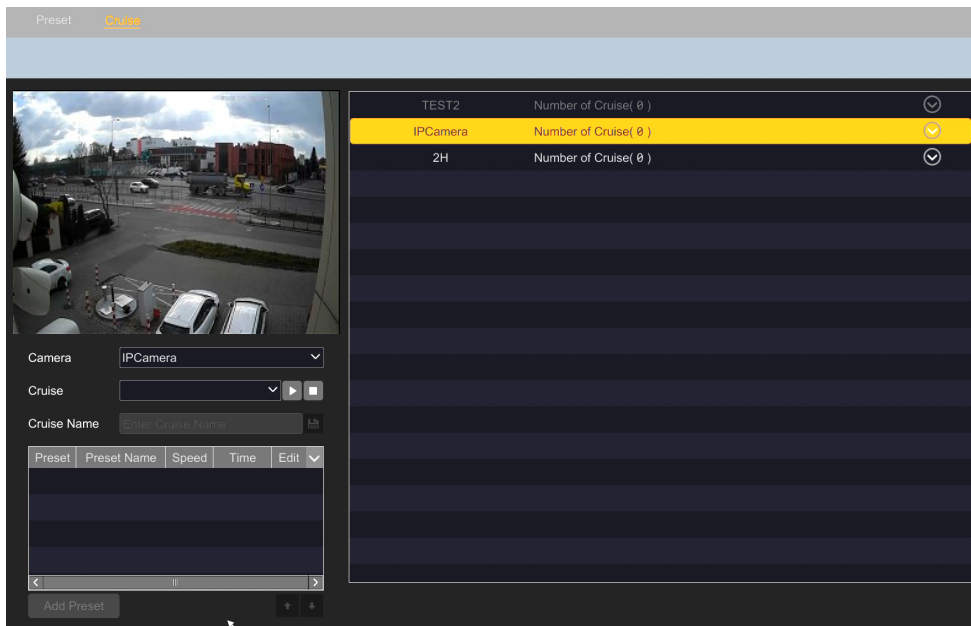 Preset Cruise
TEST2 Number of Cruise( 0 )
IPCamera Number of Cruise( 0 )
2H Number of Cruise( 0 )
Camera IPCamera
Cruise
Cruise Name Enter Cruise Name
Preset Preset Name Speed Time Edit
Add Preset